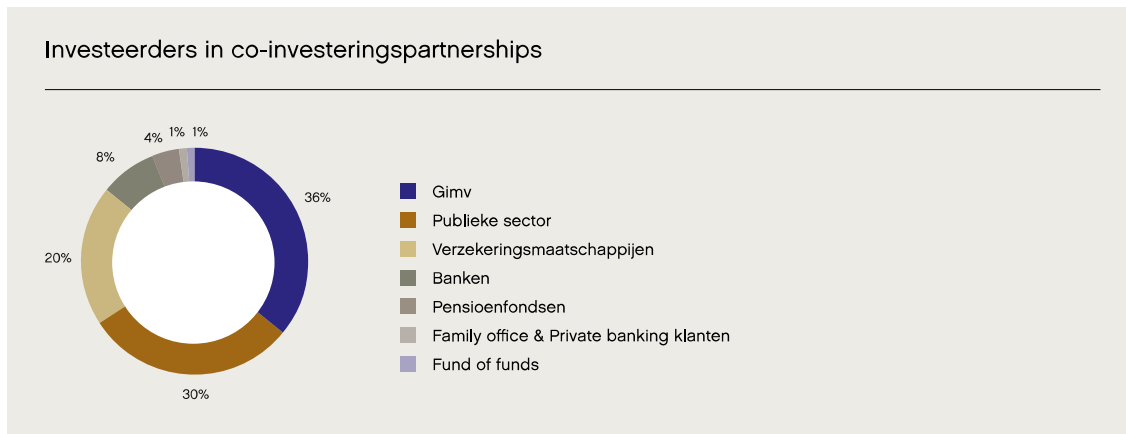 Investeerders in co-investeringspartnerships
4% 1% 1%
8%
36%
20%
30%
Gimv
Publieke sector
Verzekeringsmaatschappijen
Banken
Pensioenfondsen
Family office & Private banking klanten
Fund of funds